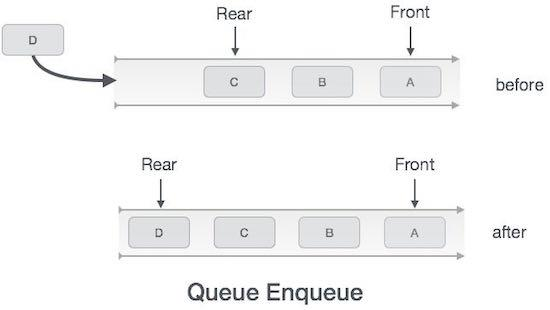 Rear Front
D
C B A
before
Rear Front
D C B A
after
Queue Enqueue